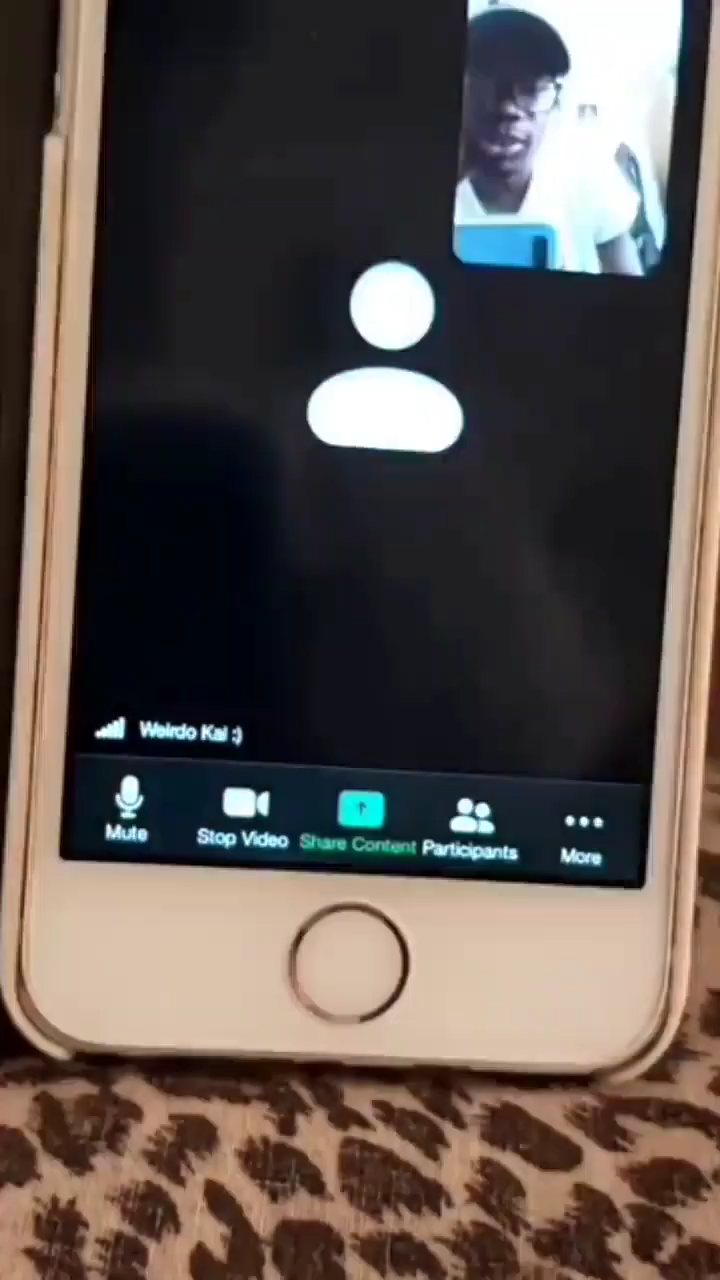 Weirdo Kai :)
Mute
Stop Video
Share Content
Participants
More